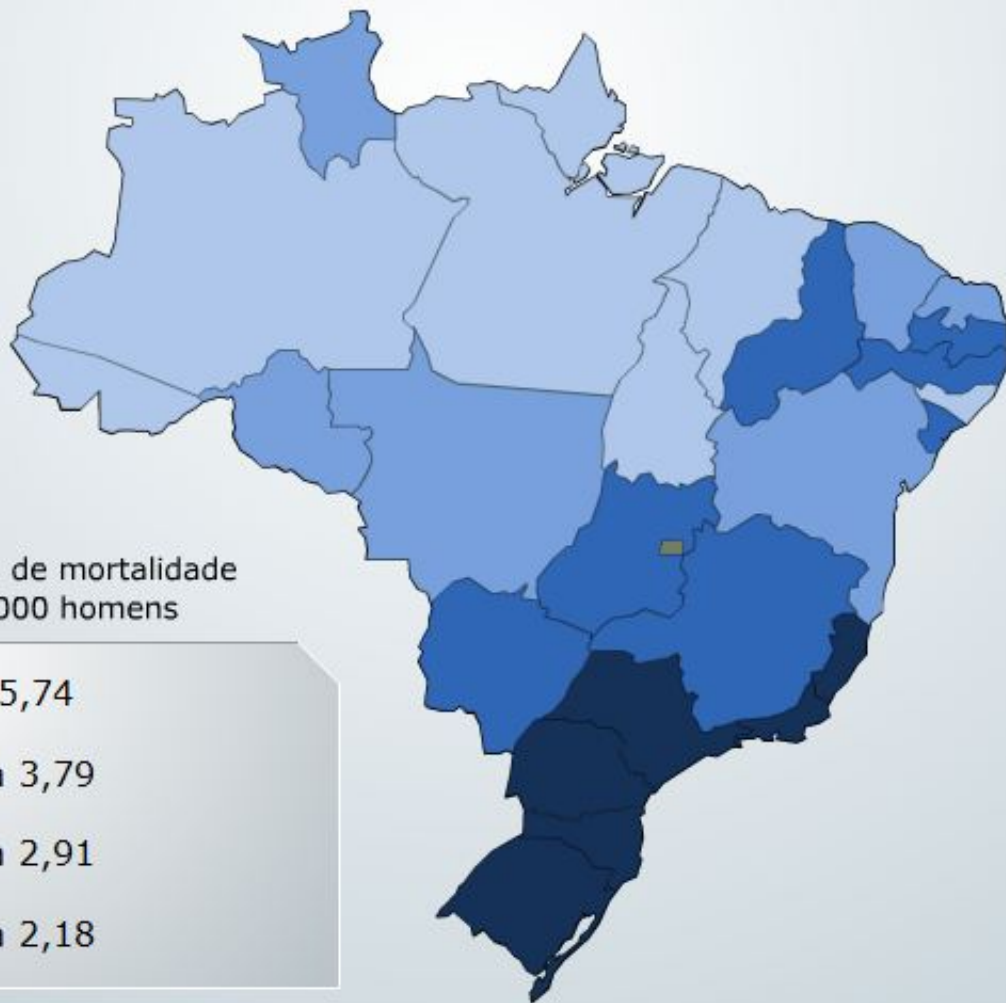 de mortalidade
000 homens
5,74
a 3,79
a 2,91
a 2,18